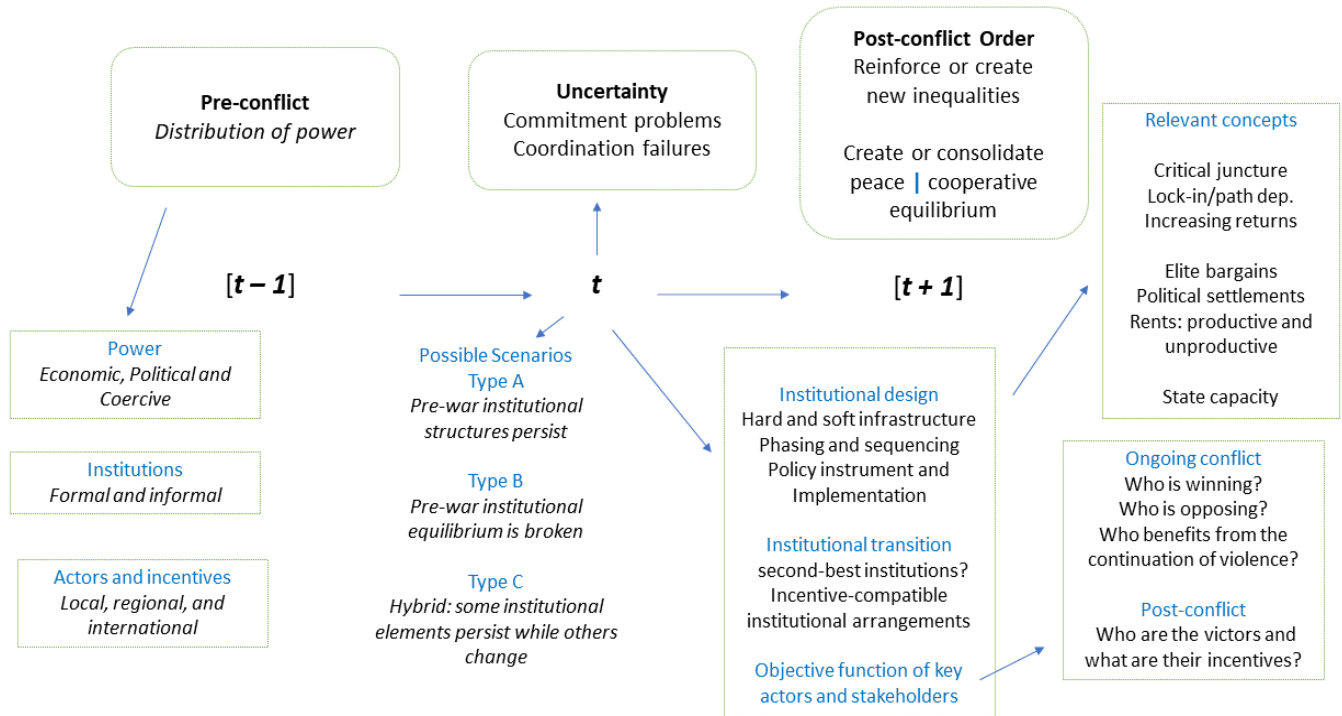 Pre-conflict
Distribution of power
Uncertainty
Commitment problems
Coordination failures
Post-conflict Order
Reinforce or create
new inequalities
Create or consolidate
peace | cooperative
equilibrium
[t – 1]
t
[t + 1]
Power
Economic, Political and
Coercive
Institutions
Formal and informal
Actors and incentives
Local, regional, and
international
Possible Scenarios
Type A
Pre-war institutional
structures persist
Type B
Pre-war institutional
equilibrium is broken
Type C
Hybrid: some institutional
elements persist while others
change
Institutional design
Hard and soft infrastructure
Phasing and sequencing
Policy instrument and
Implementation
Institutional transition
second-best institutions?
Incentive-compatible
institutional arrangements
Objective function of key
actors and stakeholders
Relevant concepts
Critical juncture
Lock-in/path dep.
Increasing returns
Elite bargains
Political settlements
Rents: productive and
unproductive
State capacity
Ongoing conflict
Who is winning?
Who is opposing?
Who benefits from the
continuation of violence?
Post-conflict
Who are the victors and
what are their incentives?